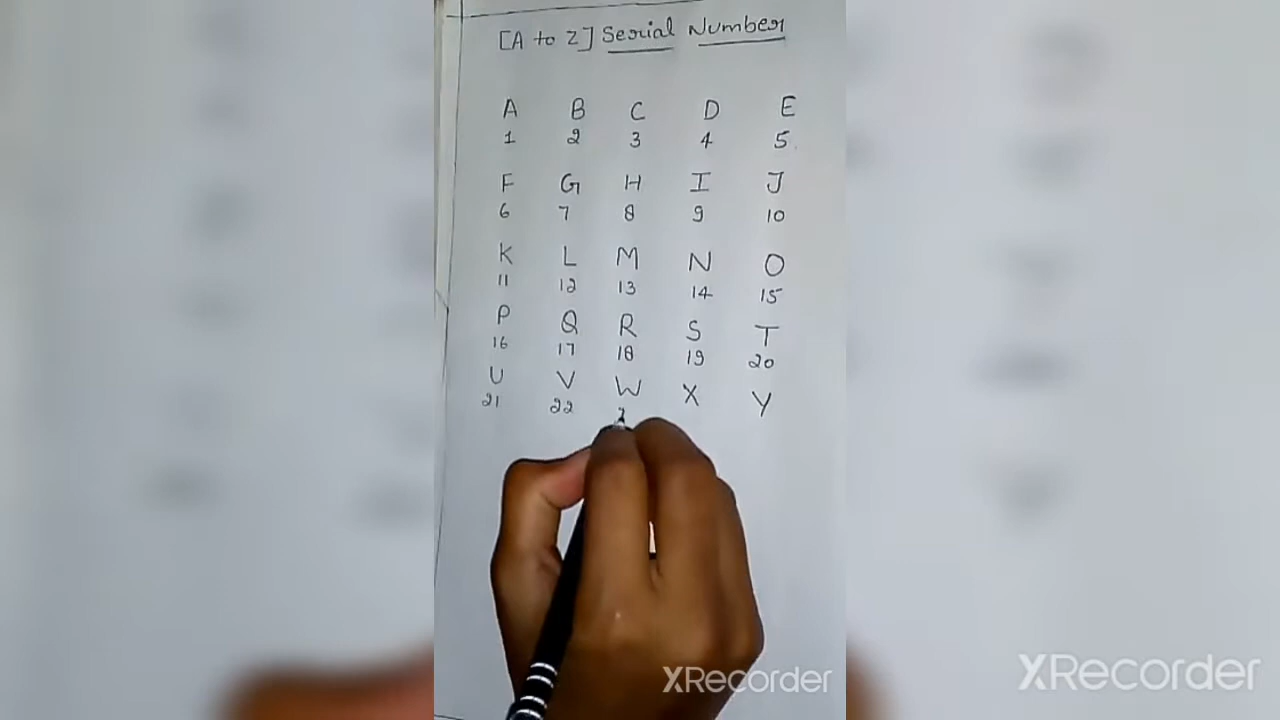 [A to Z] Serial Number
A B C D E
1 2 3 4 5
F G H I J
6 7 8 9 10
K L M N O
11 12 13 14 15
P Q R S T
16 17 18 19 20
U V W X Y
21 22 2
XRecorder
XRecorder